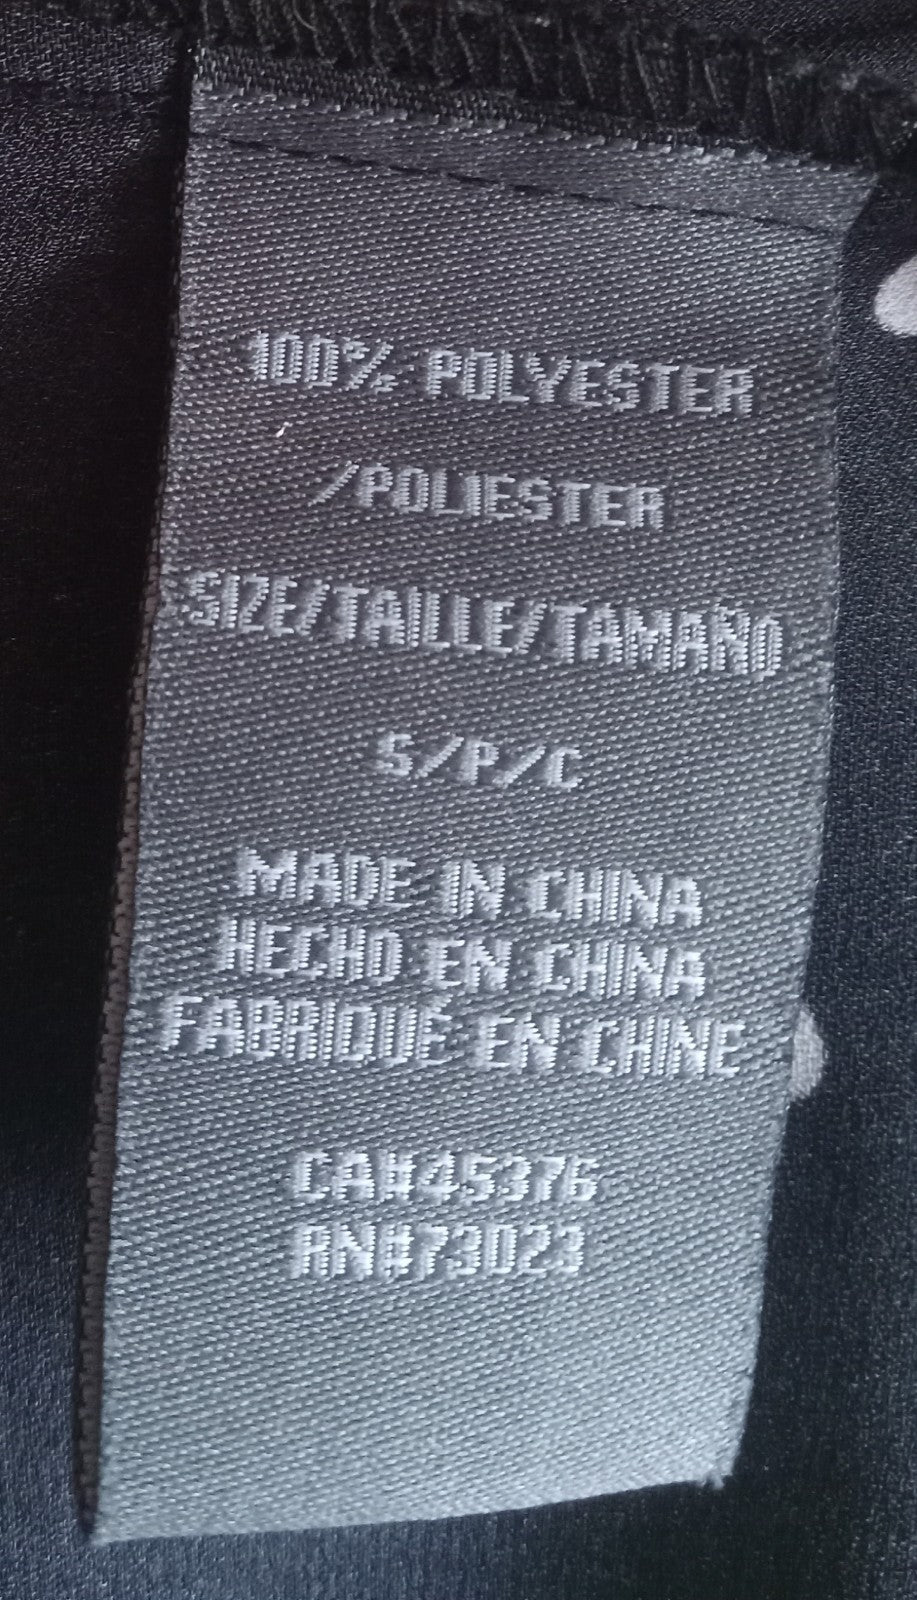 100% POLYESTER
/POLIESTER
SIZE/TAILLE/TAMAÑO
S/P/C
MADE IN CHINA
HECHO EN CHINA
FABRIQUÉ EN CHINE
CA#45376
RN#73023